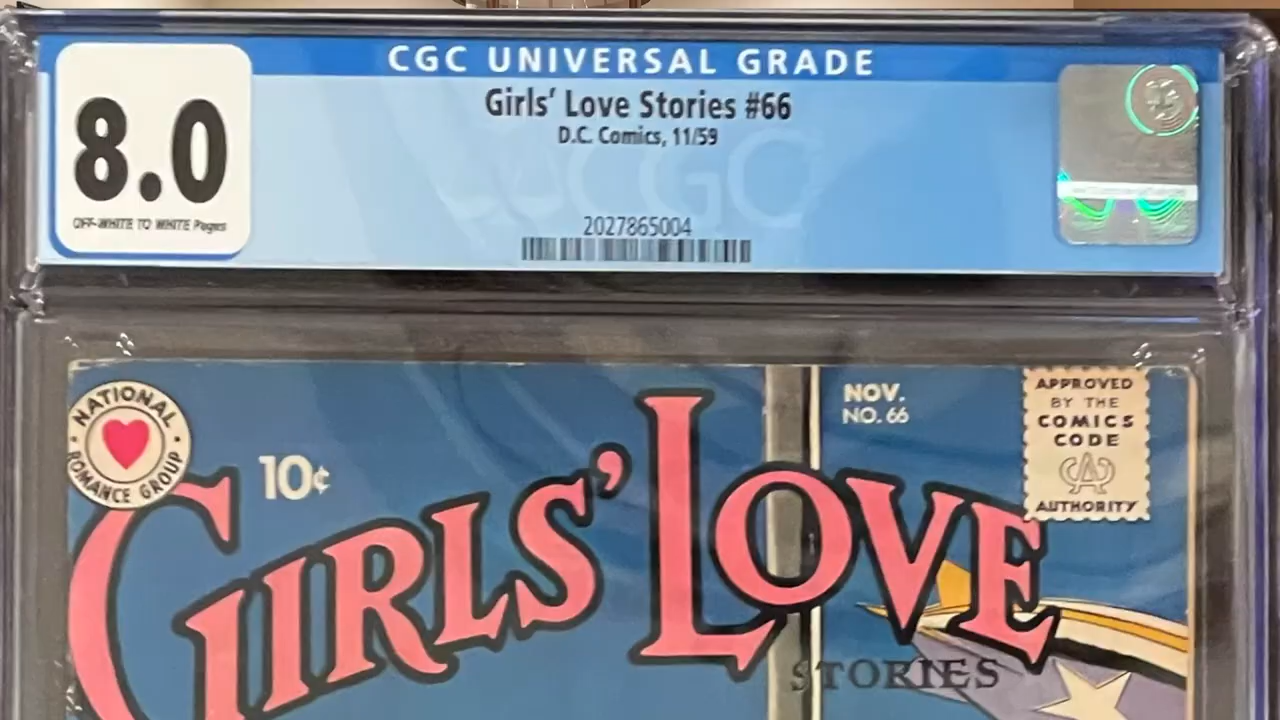 CGC UNIVERSAL GRADE
8.0
OFF-WHITE TO WHITE Pages
Girls' Love Stories #66
D.C. Comics, 11/59
CGC
2027865004
NATIONAL
ROMANCE GROUP
10¢
NOV.
NO. 66
APPROVED
BY THE
COMICS
CODE
AUTHORITY
GIRLS' LOVE
STORIES